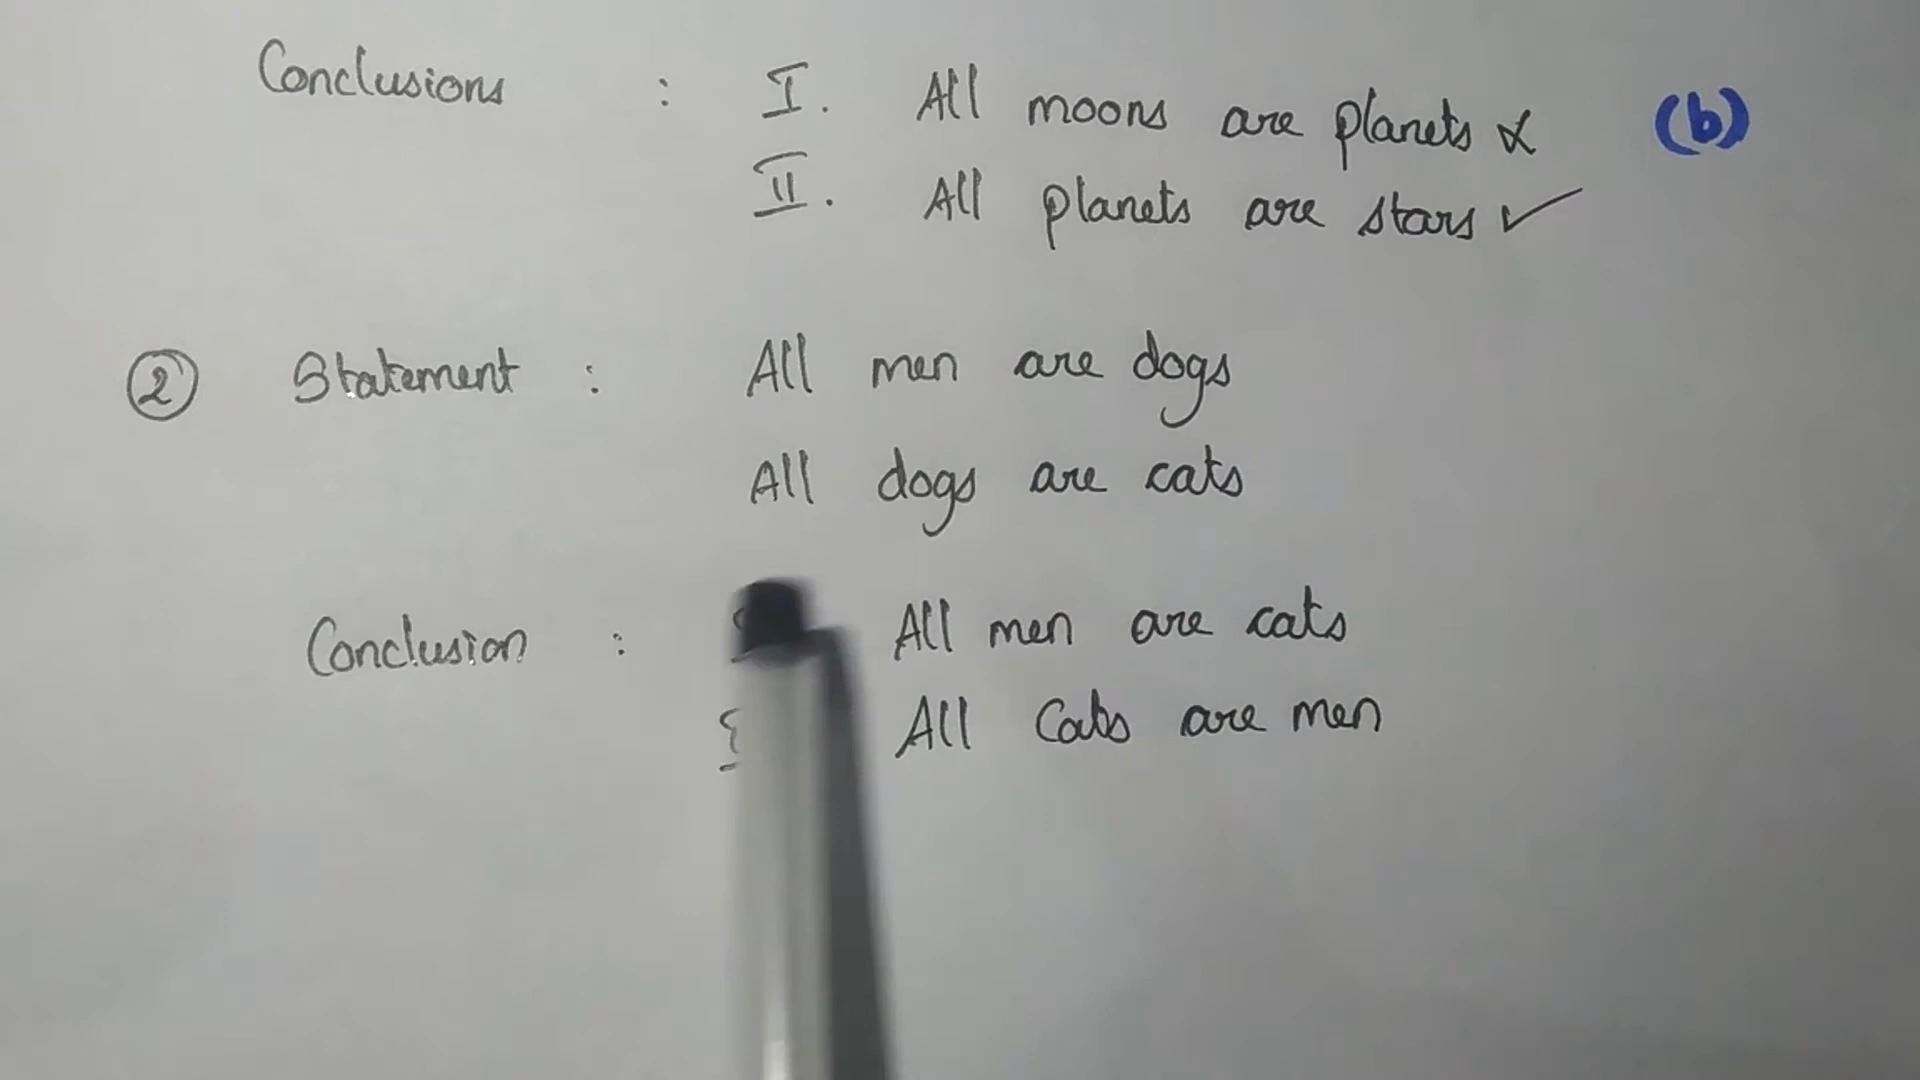 Conclusions : I. All moons are planets x (b)
II. All planets are stars ✓
② Statement : All men are dogs
All dogs are cats
Conclusion : All men are cats
All cats are men